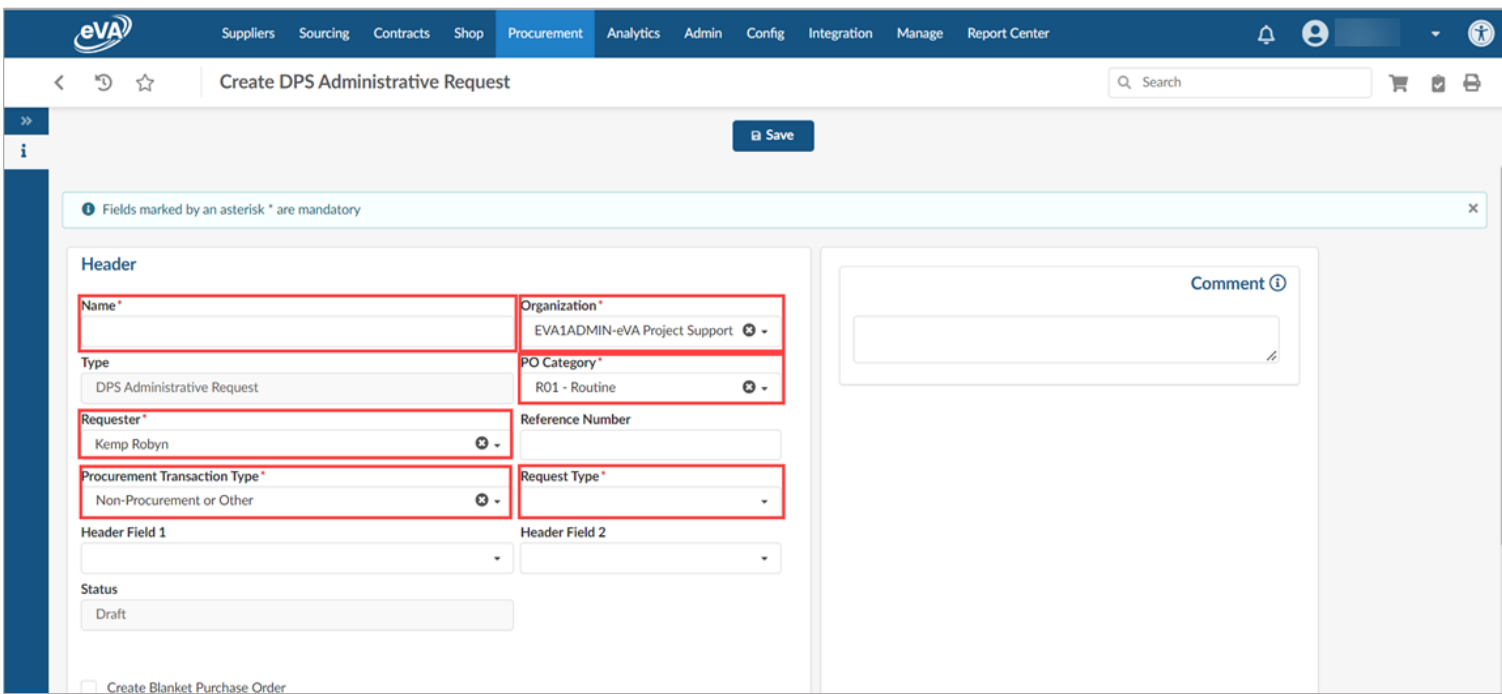 eVA
Suppliers Sourcing Contracts Shop Procurement Analytics Admin Config Integration Manage Report Center
Create DPS Administrative Request
Search
Save
Fields marked by an asterisk * are mandatory
Header
Comment
Name* Organization*
EVA1ADMIN-eVA Project Support
Type PO Category*
DPS Administrative Request R01 - Routine
Requester* Reference Number
Kemp Robyn
Procurement Transaction Type* Request Type*
Non-Procurement or Other
Header Field 1 Header Field 2
Status
Draft
Create Blanket Purchase Order